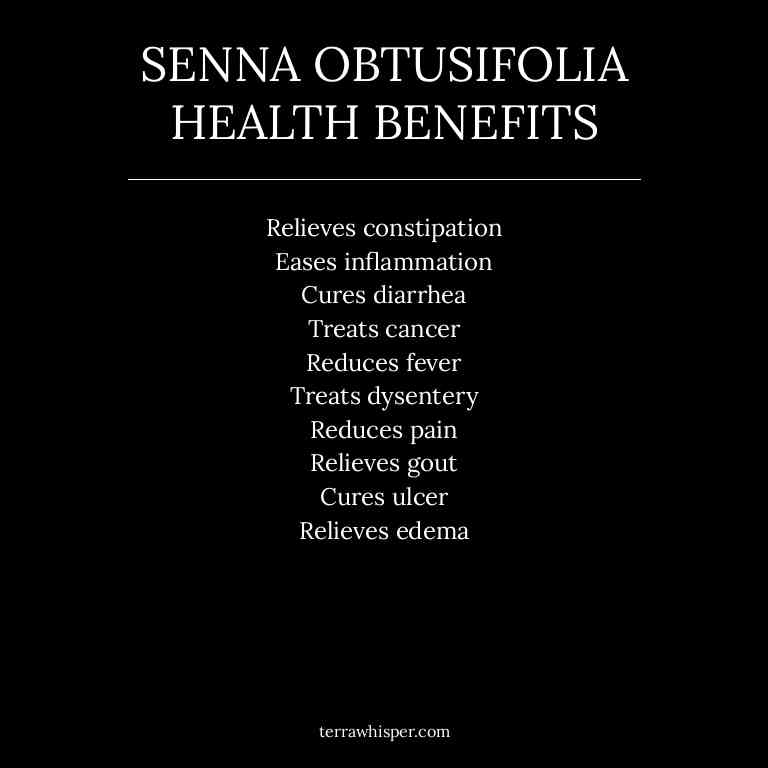 SENNA OBTUSIFOLIA
HEALTH BENEFITS
Relieves constipation
Eases inflammation
Cures diarrhea
Treats cancer
Reduces fever
Treats dysentery
Reduces pain
Relieves gout
Cures ulcer
Relieves edema
terrawhisper.com